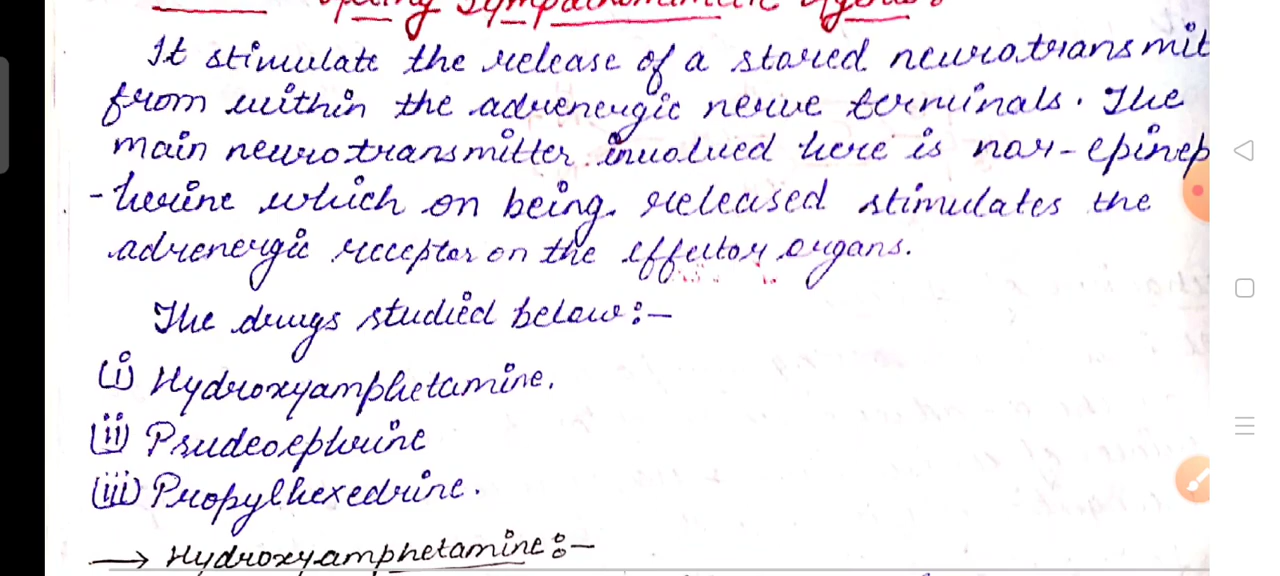 It stimulate the release of a stored neurotransmit
from within the adrenergic nerve terminals. The
main neurotransmitter involved here is nor-epinep
-herine which on being released stimulates the
adrenergic receptor on the effector organs.
The drugs studied below:-
(i) Hydroxyamphetamine.
(ii) Psudeoephrine
(iii) Propylhexedrine.
→ Hydroxyamphetamine:-